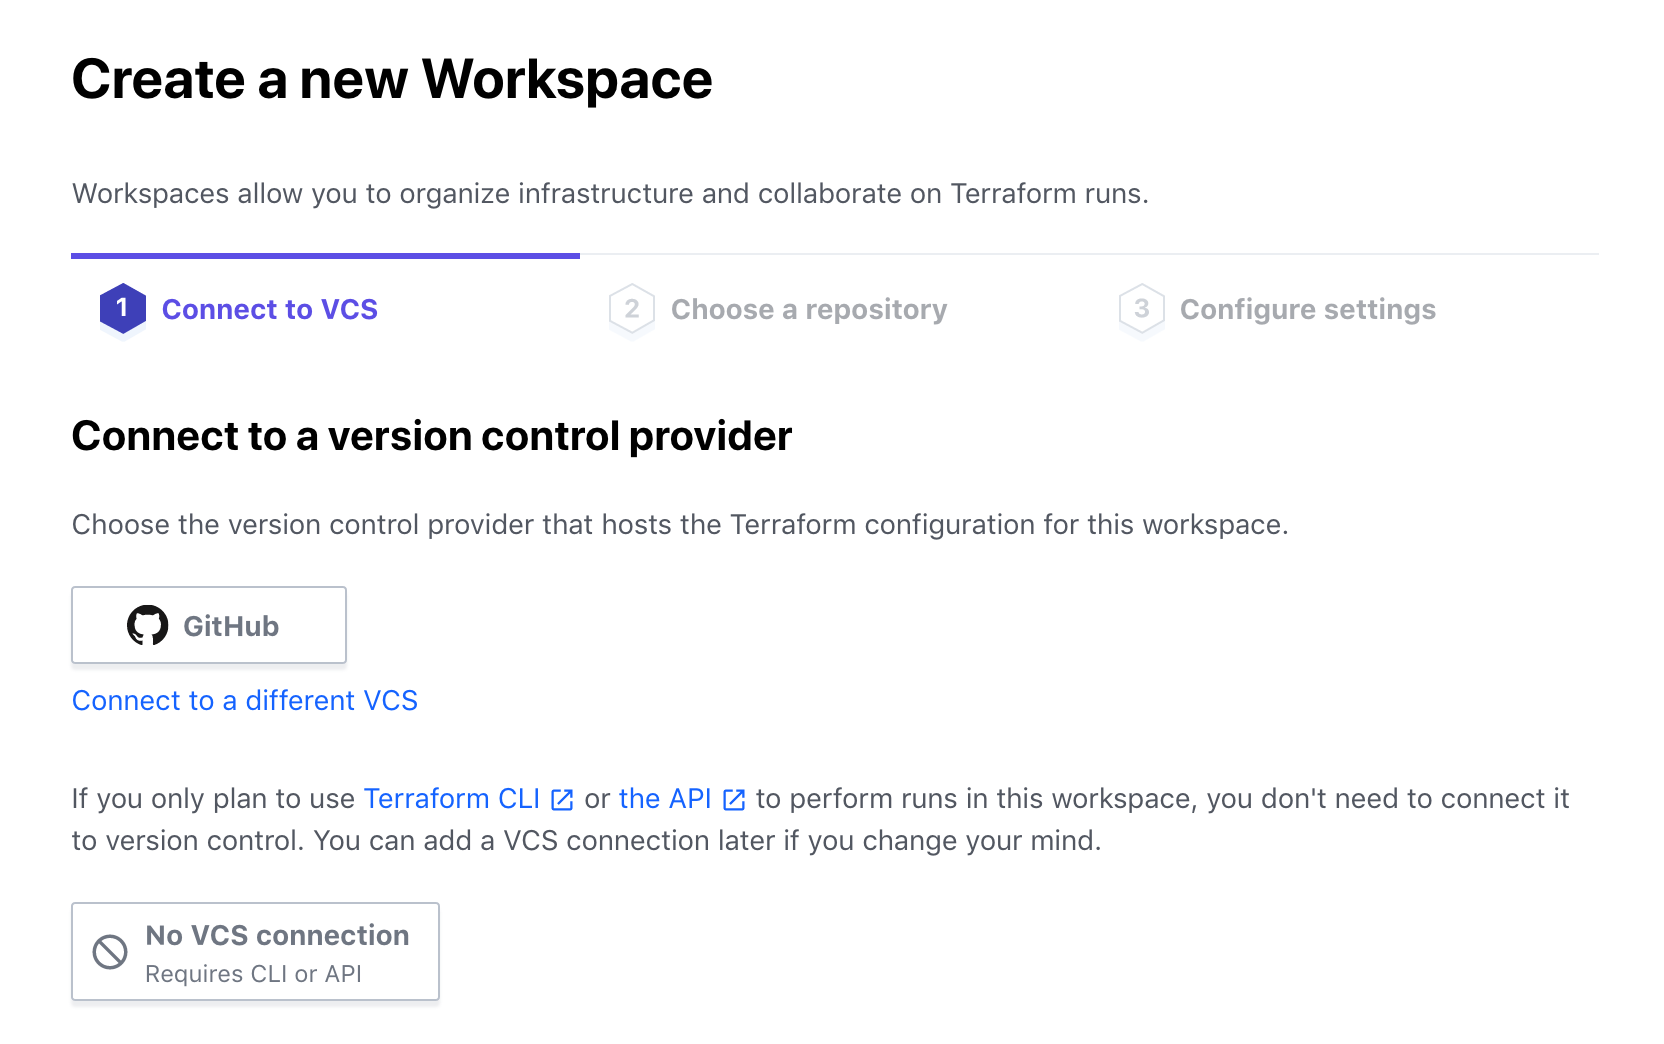 Create a new Workspace
Workspaces allow you to organize infrastructure and collaborate on Terraform runs.
1 Connect to VCS
2 Choose a repository
3 Configure settings
Connect to a version control provider
Choose the version control provider that hosts the Terraform configuration for this workspace.
GitHub
Connect to a different VCS
If you only plan to use Terraform CLI or the API to perform runs in this workspace, you don't need to connect it
to version control. You can add a VCS connection later if you change your mind.
No VCS connection
Requires CLI or API